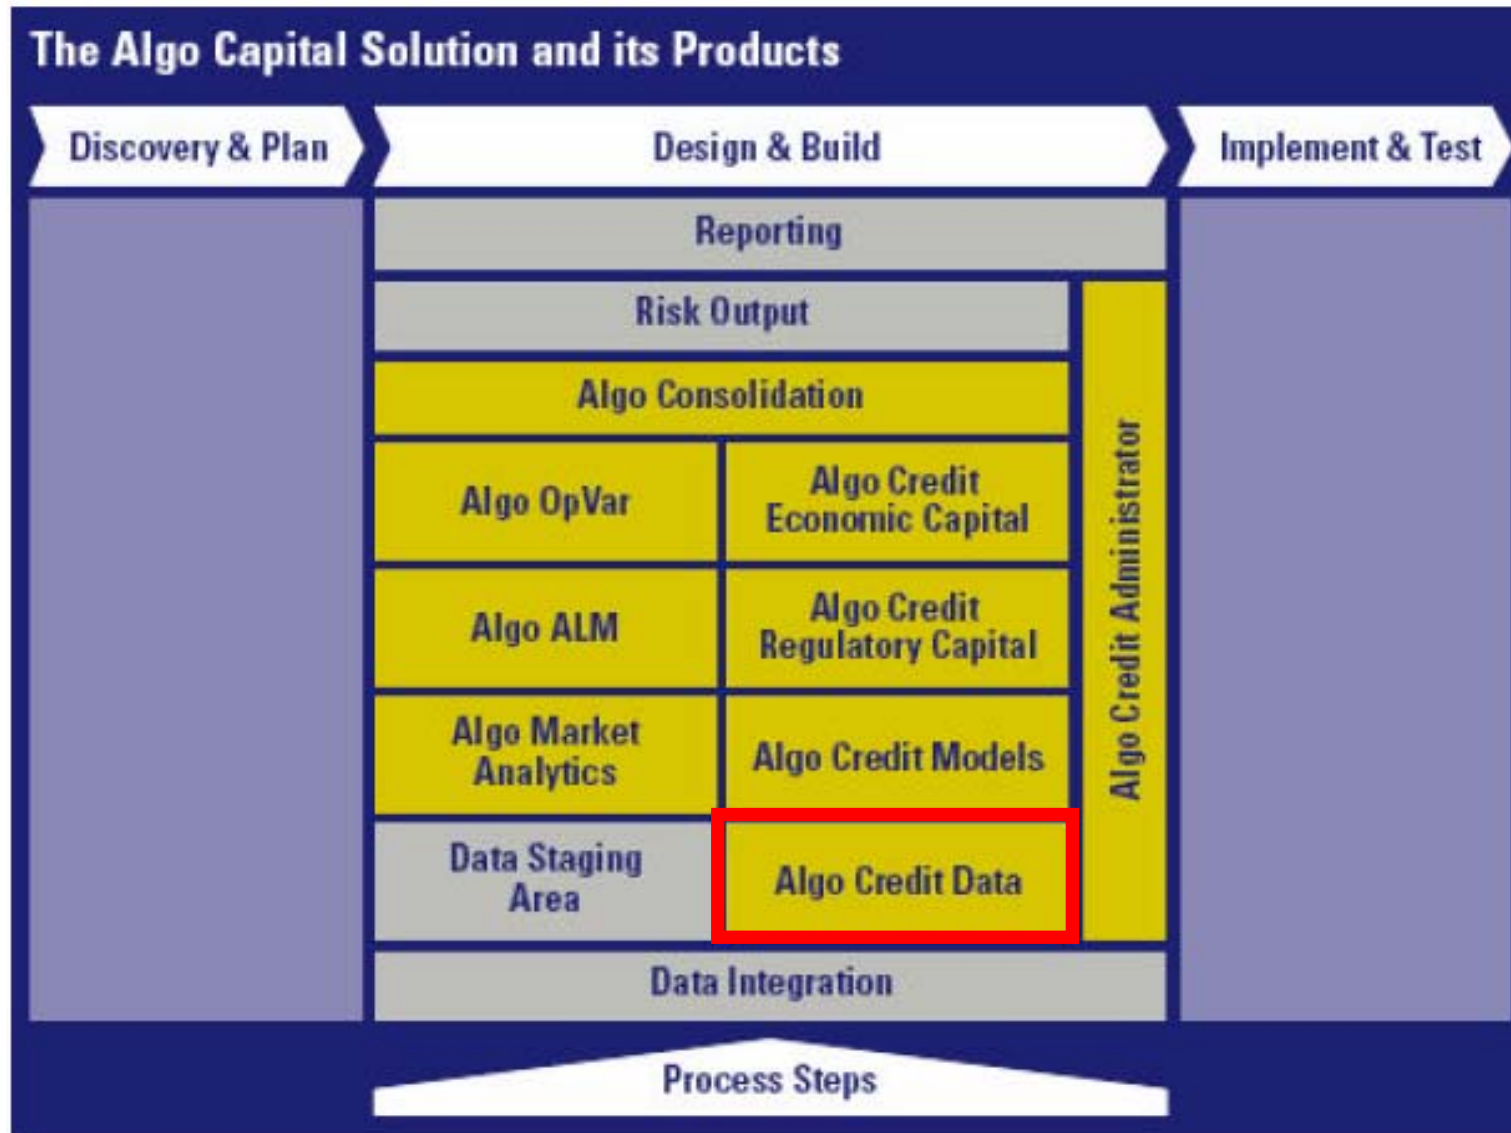 The Algo Capital Solution and its Products
Discovery & Plan
Design & Build
Implement & Test
Reporting
Risk Output
Algo Consolidation
Algo OpVar
Algo Credit
Economic Capital
Algo ALM
Algo Credit
Regulatory Capital
Algo Market
Analytics
Algo Credit Models
Data Staging
Area
Algo Credit Data
Algo Credit Administrator
Data Integration
Process Steps